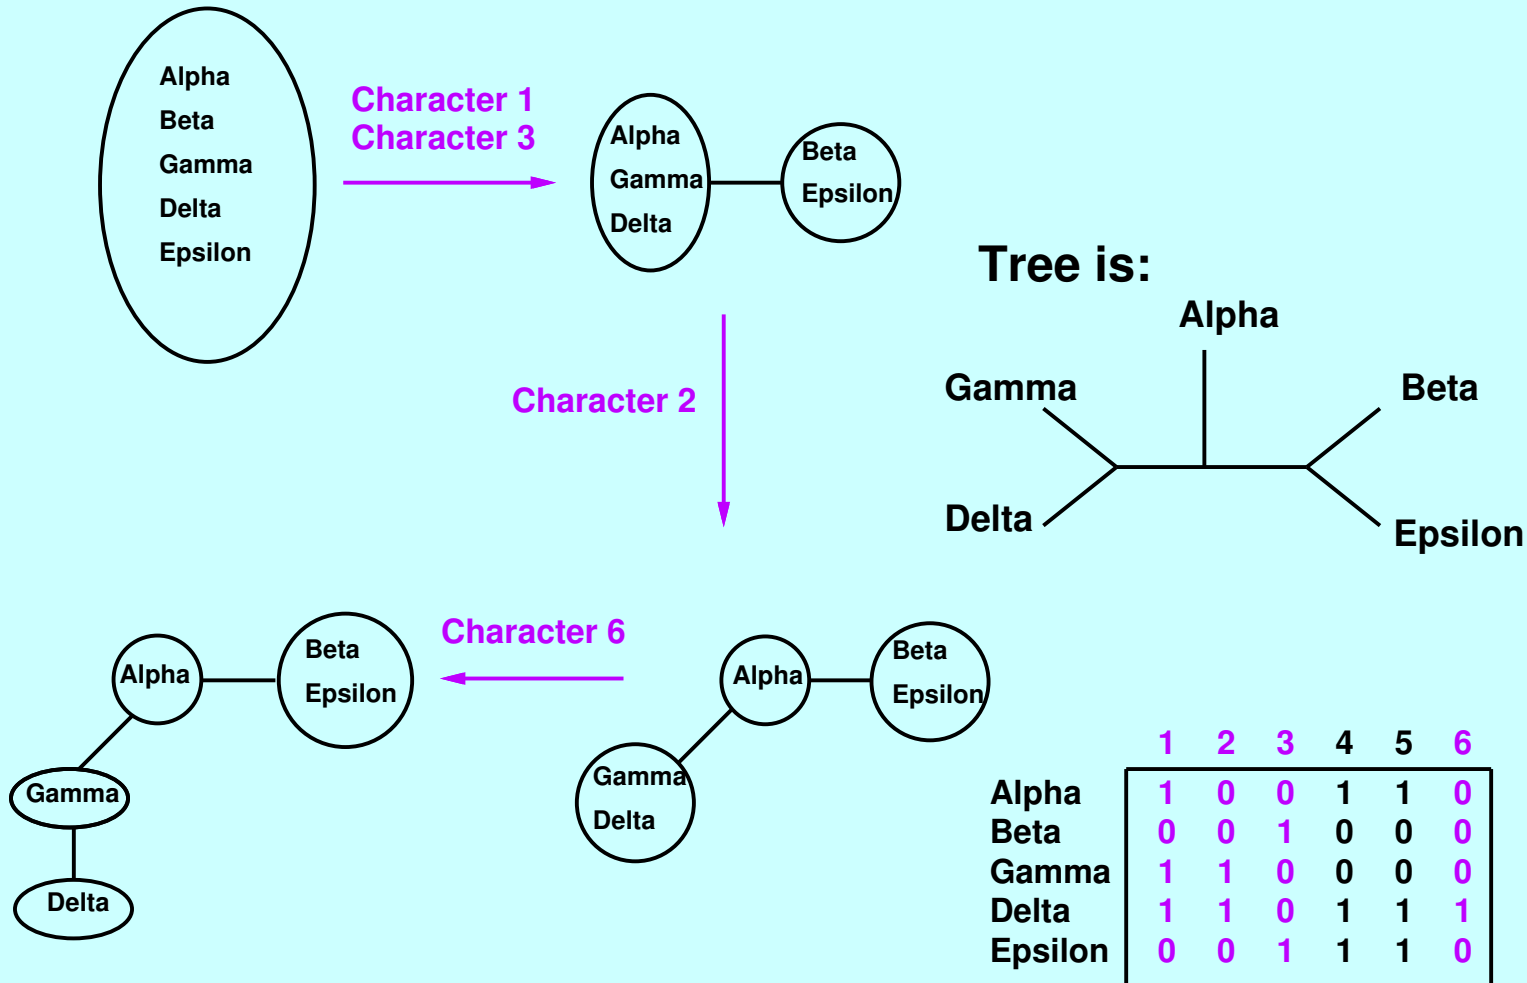 Alpha
Beta
Gamma
Delta
Epsilon
Character 1
Character 3
Alpha
Gamma
Delta
Beta
Epsilon
Tree is:
Alpha
Gamma
Beta
Delta
Epsilon
Character 2
Character 6
Alpha
Beta
Epsilon
Gamma
Delta
Alpha
Beta
Epsilon
Gamma
Delta
1 2 3 4 5 6
Alpha 1 0 0 1 1 0
Beta 0 0 1 0 0 0
Gamma 1 1 0 0 0 0
Delta 1 1 0 1 1 1
Epsilon 0 0 1 1 1 0